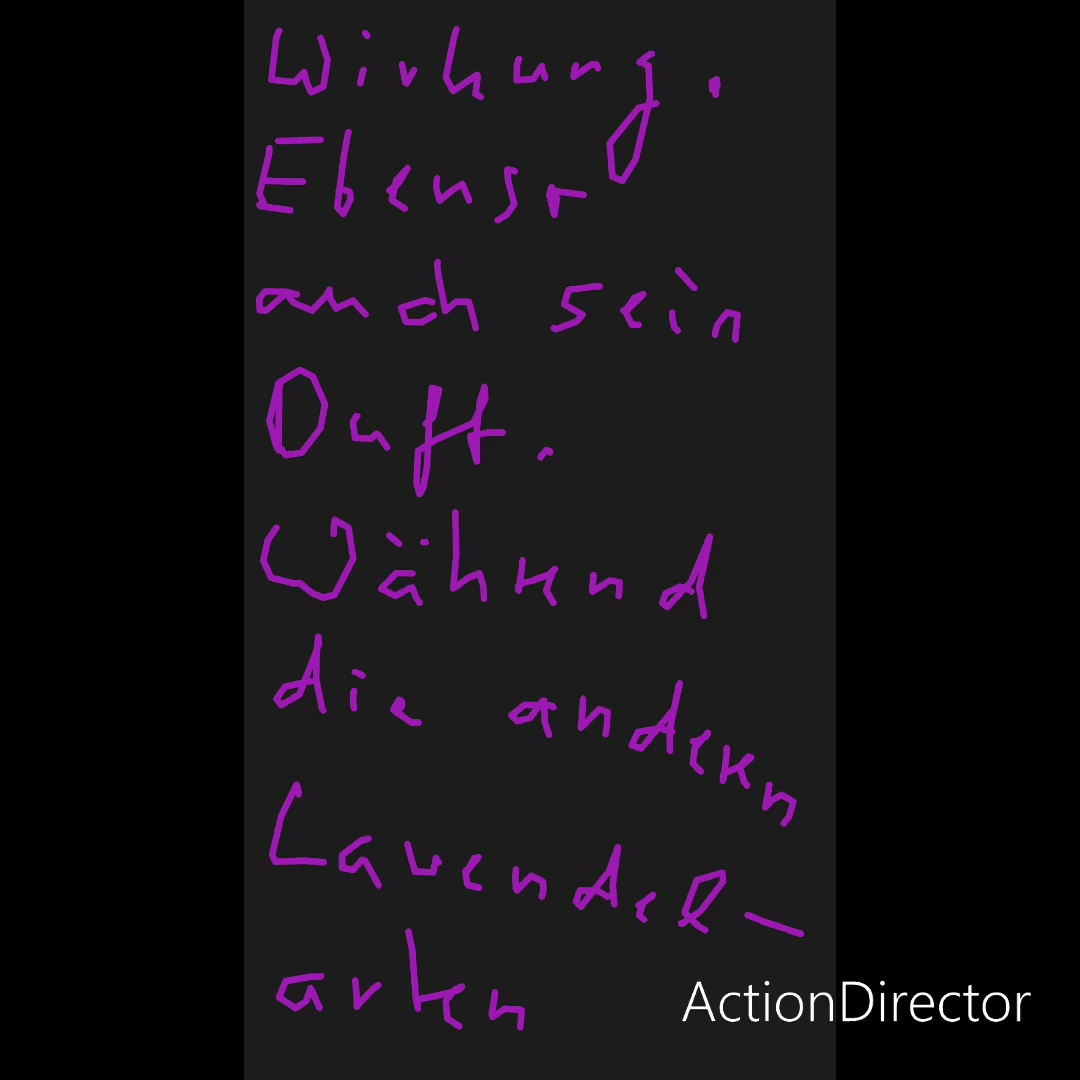 Wirkung.
Ebenso
auch sein
Duft.
Während
die anderen
Lavendel-
arten
ActionDirector